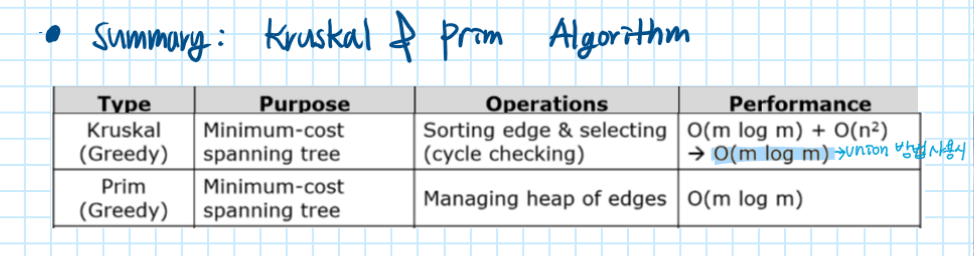 • Summary: Kruskal & Prim Algorithm
Type Purpose Operations Performance
Kruskal Minimum-cost Sorting edge & selecting O(m log m) + O(n²)
(Greedy) spanning tree (cycle checking) → O(m log m) →union 방법사용시
Prim Minimum-cost Managing heap of edges O(m log m)
(Greedy) spanning tree